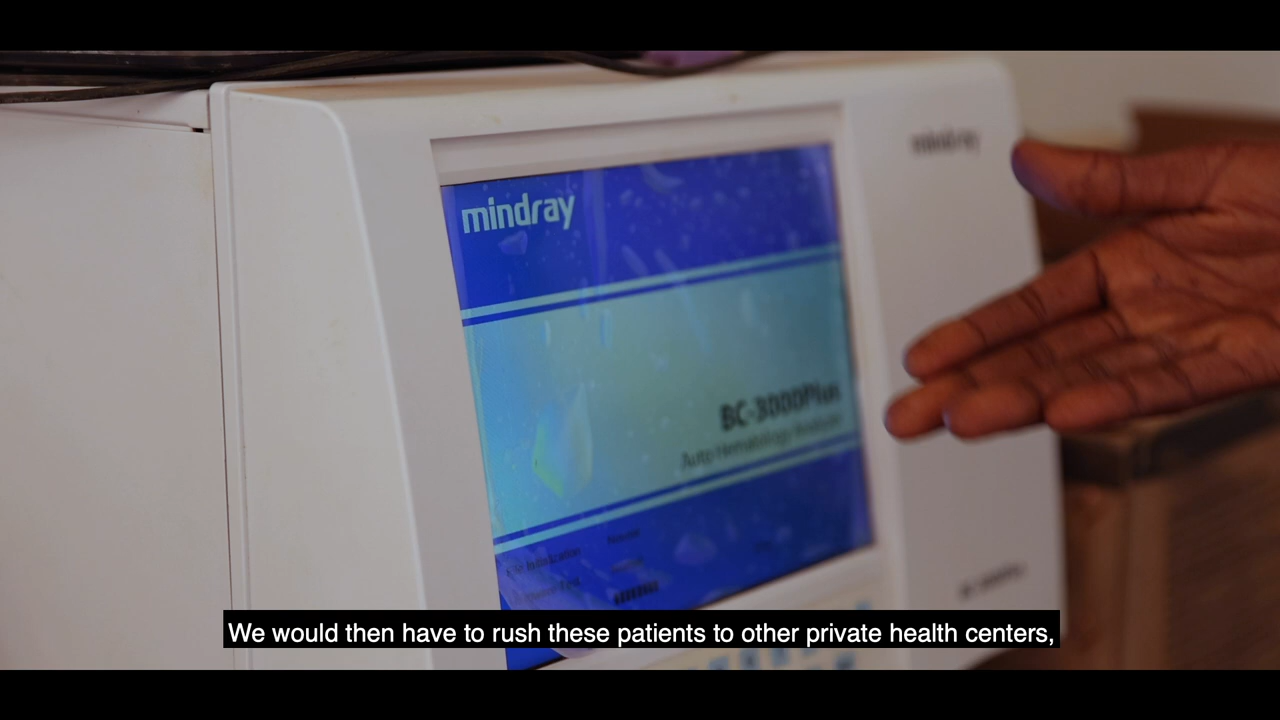 mindray
mindray
BC-3000Plus
Auto Hematology Analyzer
We would then have to rush these patients to other private health centers,